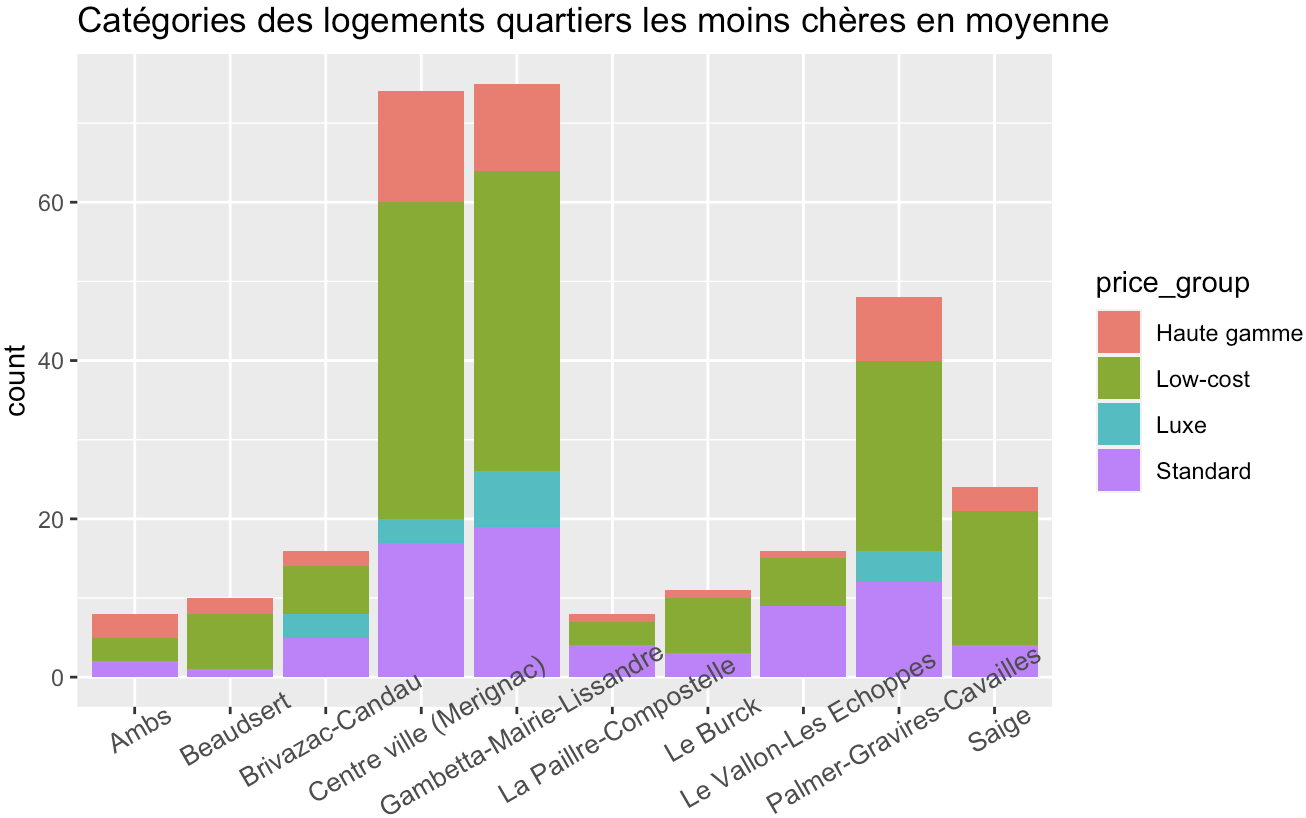 Catégories des logements quartiers les moins chères en moyenne
count
60
40
20
0
Ambs
Beaudsert
Brivazac-Candau
Centre ville (Merignac)
Gambetta-Mairie-Lissandre
La Paillre-Compostelle
Le Burck
Le Vallon-Les Echoppes
Palmer-Gravires-Cavailles
Saige
price_group
Haute gamme
Low-cost
Luxe
Standard